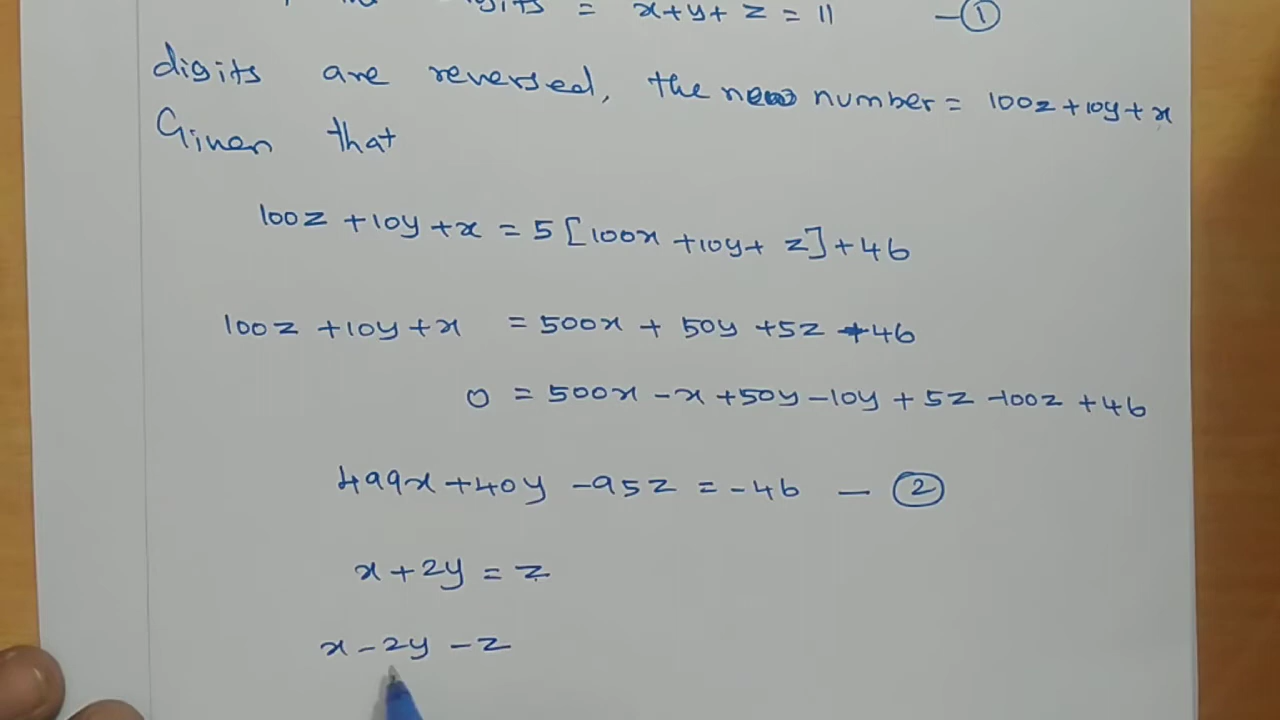 = x+y+ z = 11 —①
digits are reversed, the new number = 100z+10y+x
Given that
100z +10y +x = 5 [100x +10y+ z] + 46
100z +10y+x = 500x + 50y +5z +46
0 = 500x -x +50y -10y + 5z -100z +46
499x +40y -95z = -46 — ②
x +2y = z
x -2y -z